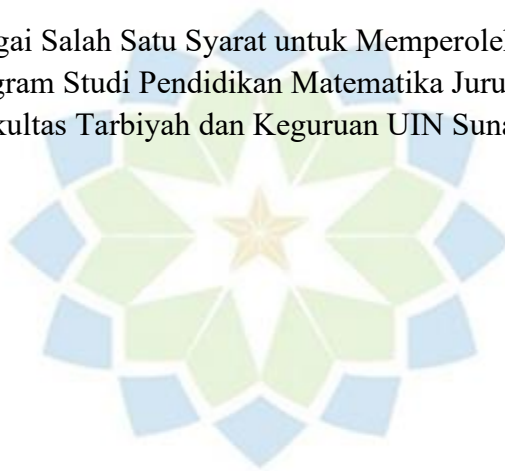 gai Salah Satu Syarat untuk Memperoleh
gram Studi Pendidikan Matematika Juru
kultas Tarbiyah dan Keguruan UIN Suna